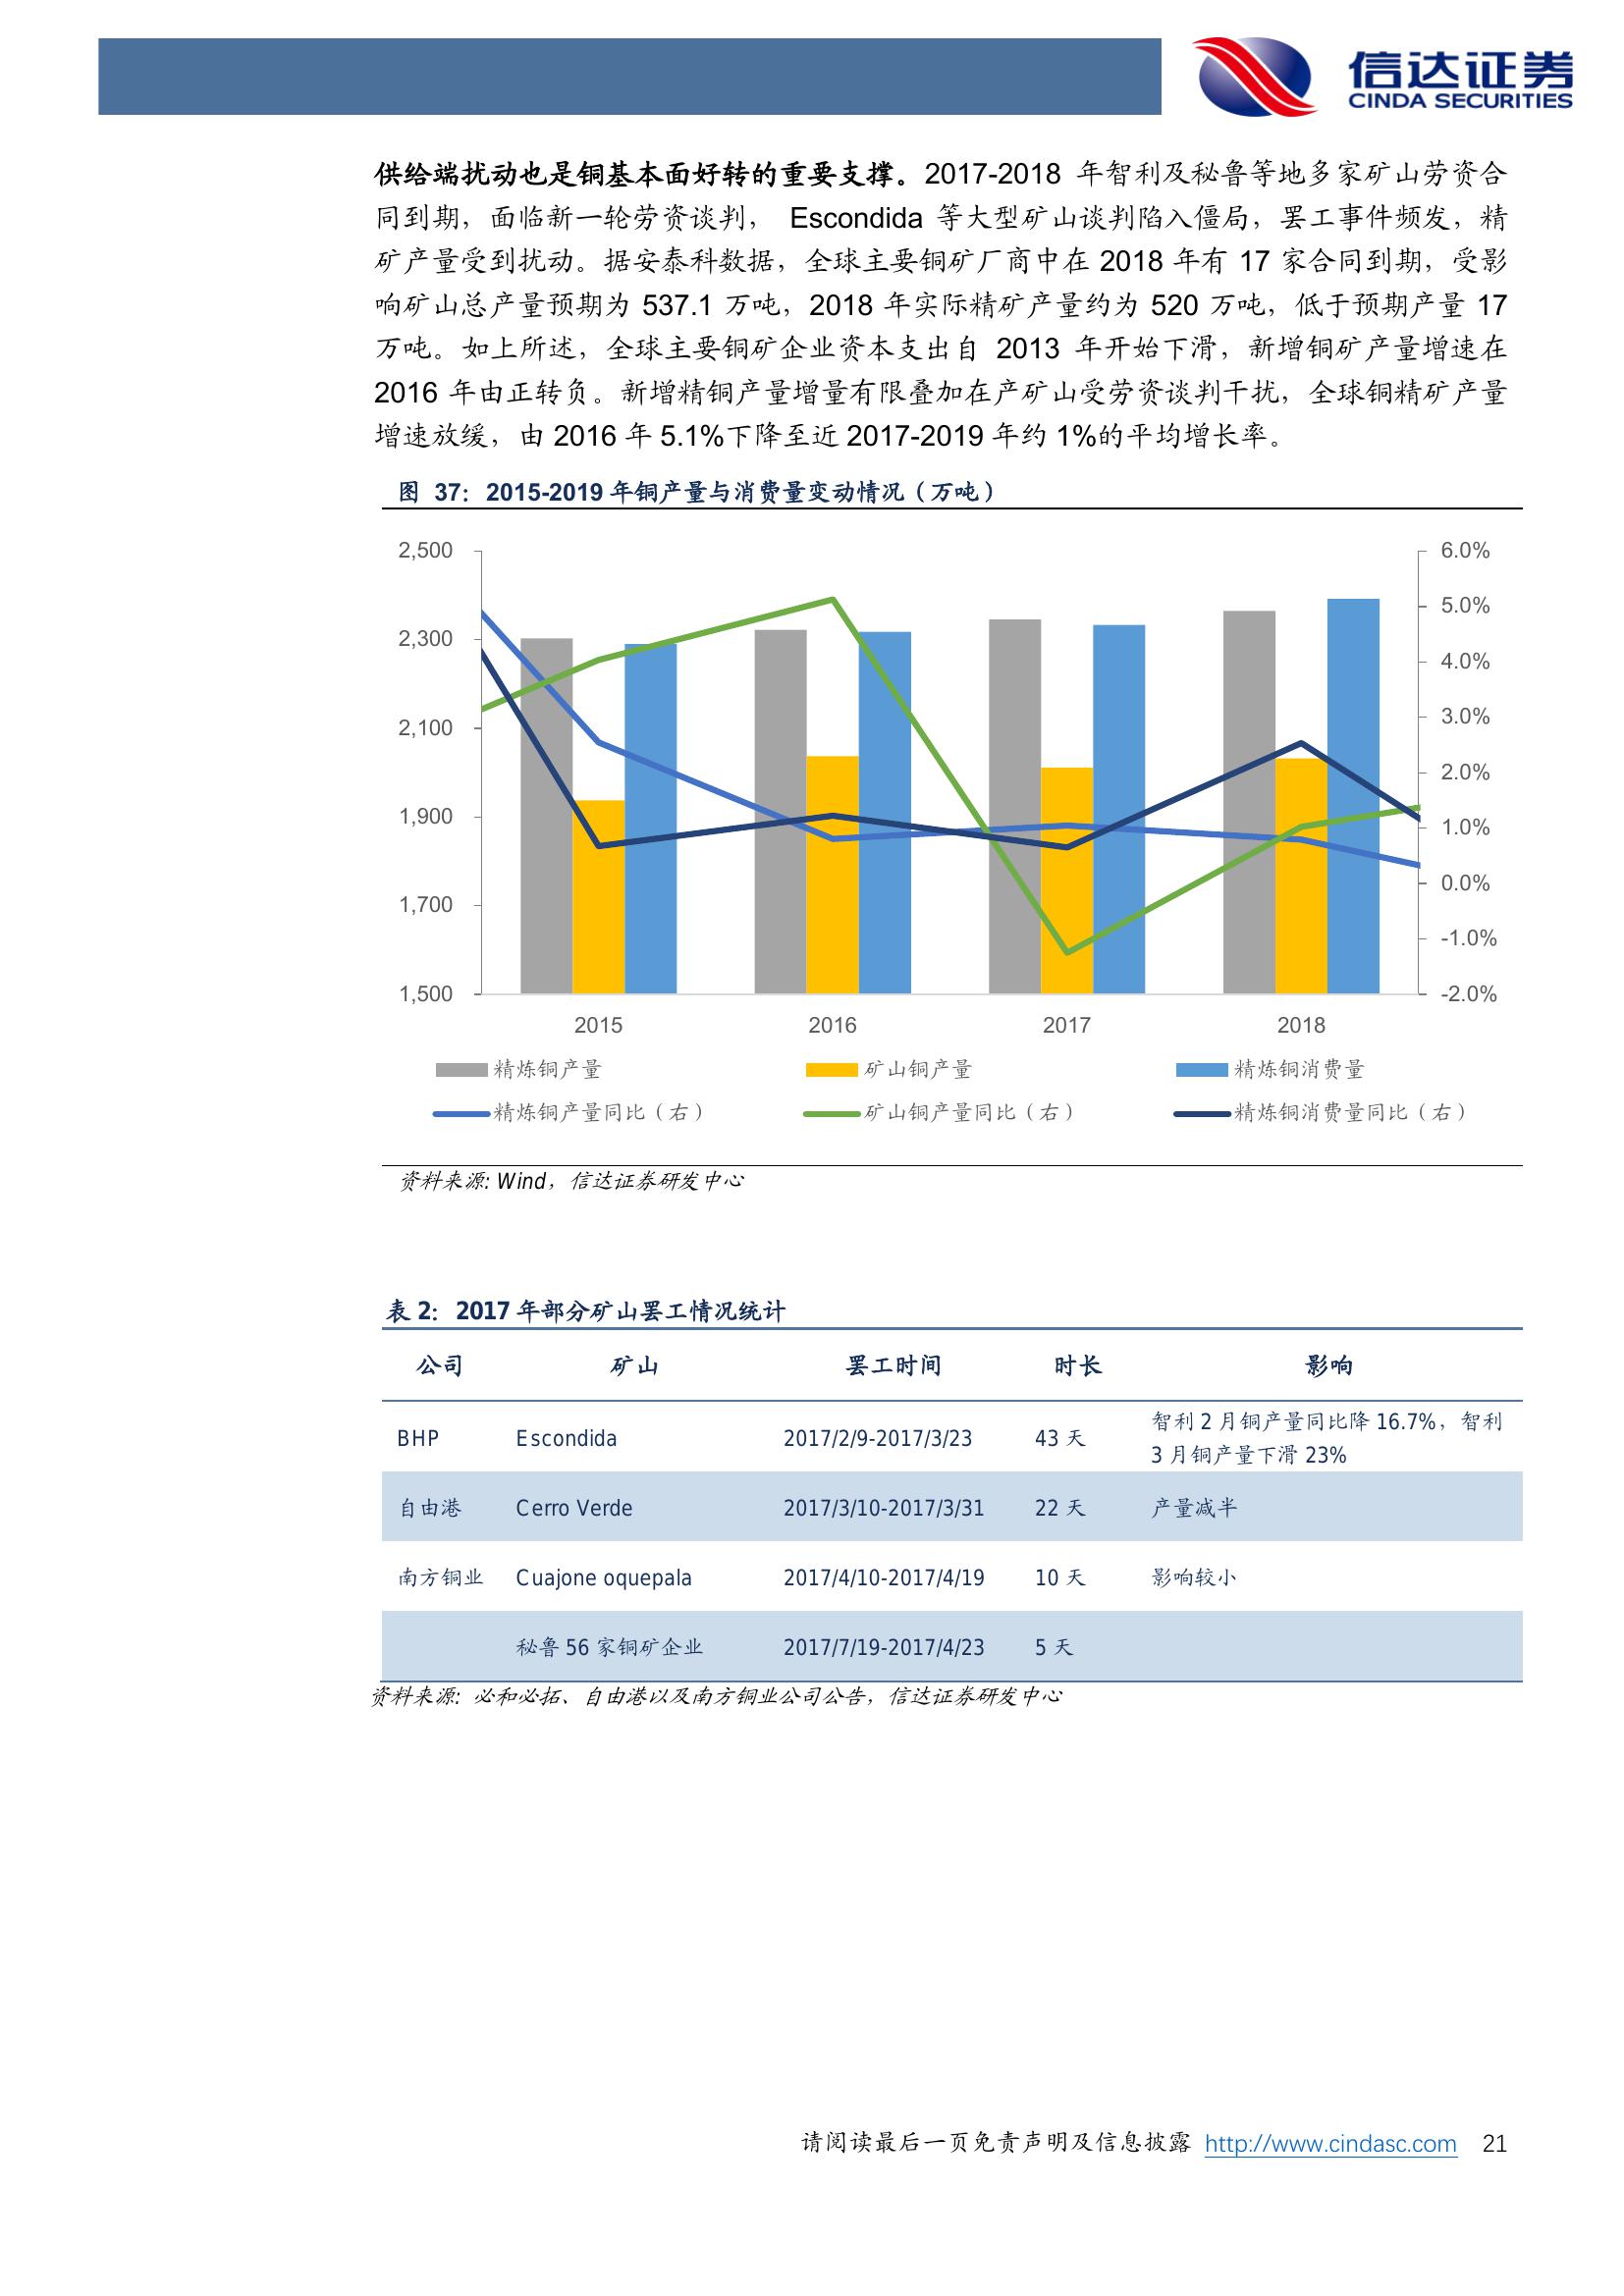 信达证券
CINDA SECURITIES
供给端扰动也是铜基本面好转的重要支撑。2017-2018 年智利及秘鲁等地多家矿山劳资合
同到期，面临新一轮劳资谈判， Escondida 等大型矿山谈判陷入僵局，罢工事件频发，精
矿产量受到扰动。据安泰科数据，全球主要铜矿厂商中在 2018 年有 17 家合同到期，受影
响矿山总产量预期为 537.1 万吨，2018 年实际精矿产量约为 520 万吨，低于预期产量 17
万吨。如上所述，全球主要铜矿企业资本支出自 2013 年开始下滑，新增铜矿产量增速在
2016 年由正转负。新增精铜产量增量有限叠加在产矿山受劳资谈判干扰，全球铜精矿产量
增速放缓，由 2016 年 5.1%下降至近 2017-2019 年约 1%的平均增长率。
图 37：2015-2019 年铜产量与消费量变动情况（万吨）
2,500 6.0%
5.0%
2,300
4.0%
2,100 3.0%
2.0%
1,900
1.0%
1,700 0.0%
-1.0%
1,500 -2.0%
2015 2016 2017 2018
精炼铜产量 矿山铜产量 精炼铜消费量
精炼铜产量同比（右） 矿山铜产量同比（右） 精炼铜消费量同比（右）
资料来源: Wind，信达证券研发中心
表 2：2017 年部分矿山罢工情况统计
公司 矿山 罢工时间 时长 影响
BHP Escondida 2017/2/9-2017/3/23 43 天 智利 2 月铜产量同比降 16.7%，智利
3 月铜产量下滑 23%
自由港 Cerro Verde 2017/3/10-2017/3/31 22 天 产量减半
南方铜业 Cuajone oquepala 2017/4/10-2017/4/19 10 天 影响较小
秘鲁 56 家铜矿企业 2017/7/19-2017/4/23 5 天
资料来源: 必和必拓、自由港以及南方铜业公司公告，信达证券研发中心
请阅读最后一页免责声明及信息披露 http://www.cindasc.com 21